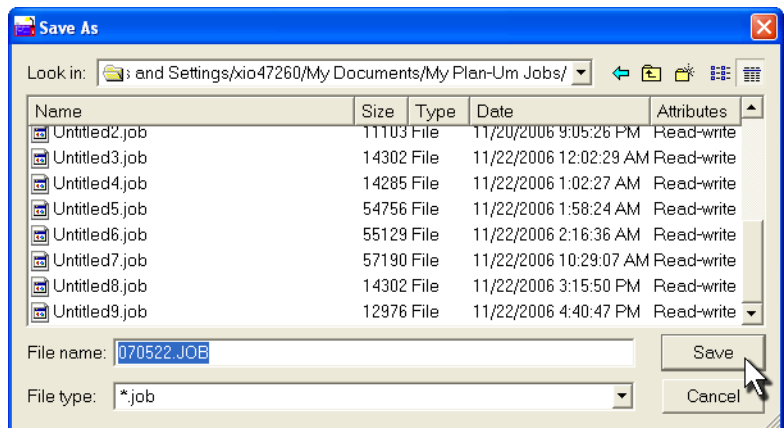 Save As
Look in: s and Settings/xio47260/My Documents/My Plan-Um Jobs/
Name Size Type Date Attributes
Untitled2.job 11103 File 11/20/2006 9:05:26 PM Read-write
Untitled3.job 14302 File 11/22/2006 12:02:29 AM Read-write
Untitled4.job 14285 File 11/22/2006 1:02:27 AM Read-write
Untitled5.job 54756 File 11/22/2006 1:58:24 AM Read-write
Untitled6.job 55129 File 11/22/2006 2:16:36 AM Read-write
Untitled7.job 57190 File 11/22/2006 10:29:07 AM Read-write
Untitled8.job 14302 File 11/22/2006 3:15:50 PM Read-write
Untitled9.job 12976 File 11/22/2006 4:40:47 PM Read-write
File name: 070522.JOB Save
File type: *.job Cancel